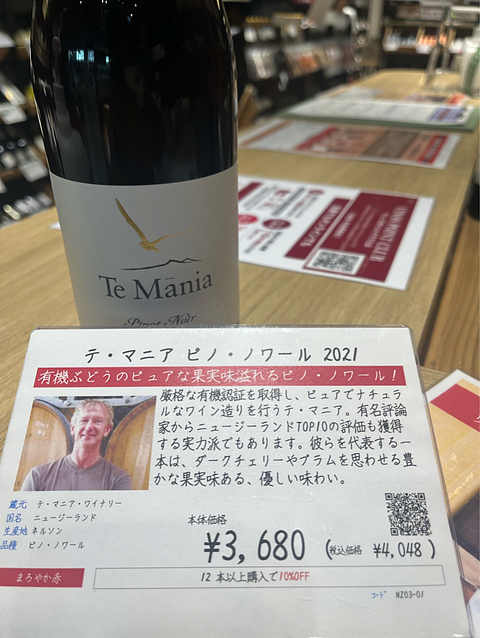 Te Mānia
Pinot Noir
VINOS POINT CLUB
テ・マニア ピノ・ノワール 2021
有機ぶどうのピュアな果実味溢れるピノ・ノワール!
厳格な有機認証を取得し、ピュアでナチュラ
ルなワイン造りを行うテ・マニア。有名評論
家からニュージーランドTOP10の評価も獲得
する実力派でもあります。彼らを代表する一
本は、ダークチェリーやプラムを思わせる豊
かな果実味ある、優しい味わい。
蔵元 テ・マニア・ワイナリー
国名 ニュージーランド
生産地 ネルソン
品種 ピノ・ノワール
本体価格
¥3,680 (税込価格 ¥4,048 )
まろやか赤
12 本以上購入で10%OFF
コード NZ03-01